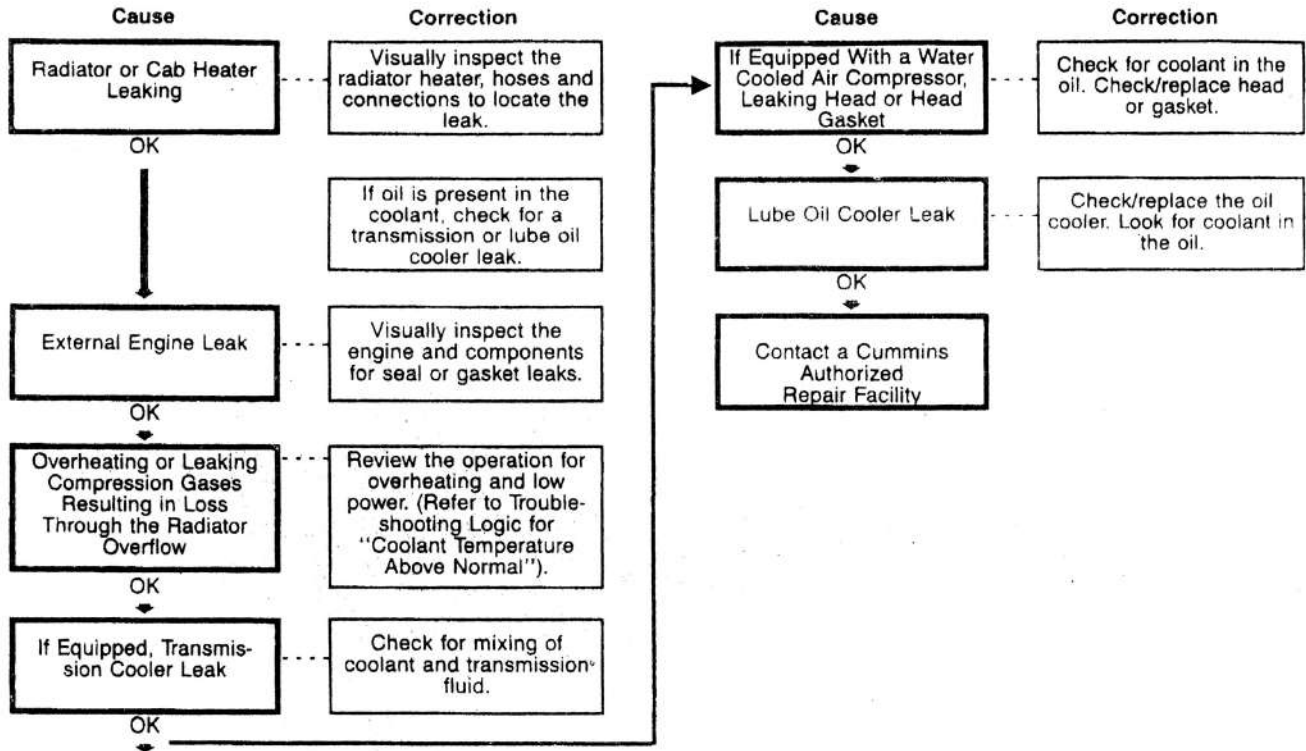 Cause
Correction
Radiator or Cab Heater
Leaking
Visually inspect the
radiator heater, hoses and
connections to locate the
leak.
OK
If oil is present in the
coolant, check for a
transmission or lube oil
cooler leak.
External Engine Leak
Visually inspect the
engine and components
for seal or gasket leaks.
OK
Overheating or Leaking
Compression Gases
Resulting in Loss
Through the Radiator
Overflow
Review the operation for
overheating and low
power. (Refer to Trouble-
shooting Logic for
"Coolant Temperature
Above Normal").
OK
If Equipped, Transmis-
sion Cooler Leak
Check for mixing of
coolant and transmission
fluid.
OK
Cause
Correction
If Equipped With a Water
Cooled Air Compressor,
Leaking Head or Head
Gasket
Check for coolant in the
oil. Check/replace head
or gasket.
OK
Lube Oil Cooler Leak
Check/replace the oil
cooler. Look for coolant in
the oil.
OK
Contact a Cummins
Authorized
Repair Facility